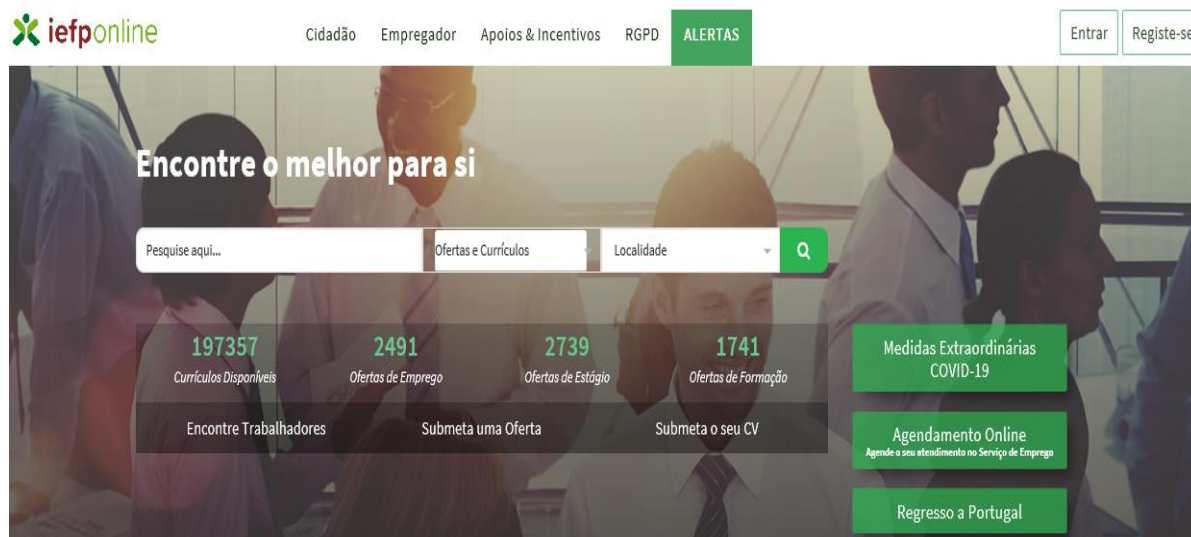 iefponline
Cidadão Empregador Apoios & Incentivos RGPD ALERTAS Entrar Registe-se
Encontre o melhor para si
Pesquise aqui... Ofertas e Currículos Localidade
197357 2491 2739 1741
Currículos Disponíveis Ofertas de Emprego Ofertas de Estágio Ofertas de Formação
Encontre Trabalhadores Submeta uma Oferta Submeta o seu CV
Medidas Extraordinárias
COVID-19
Agendamento Online
Agende o seu atendimento no Serviço de Emprego
Regresso a Portugal